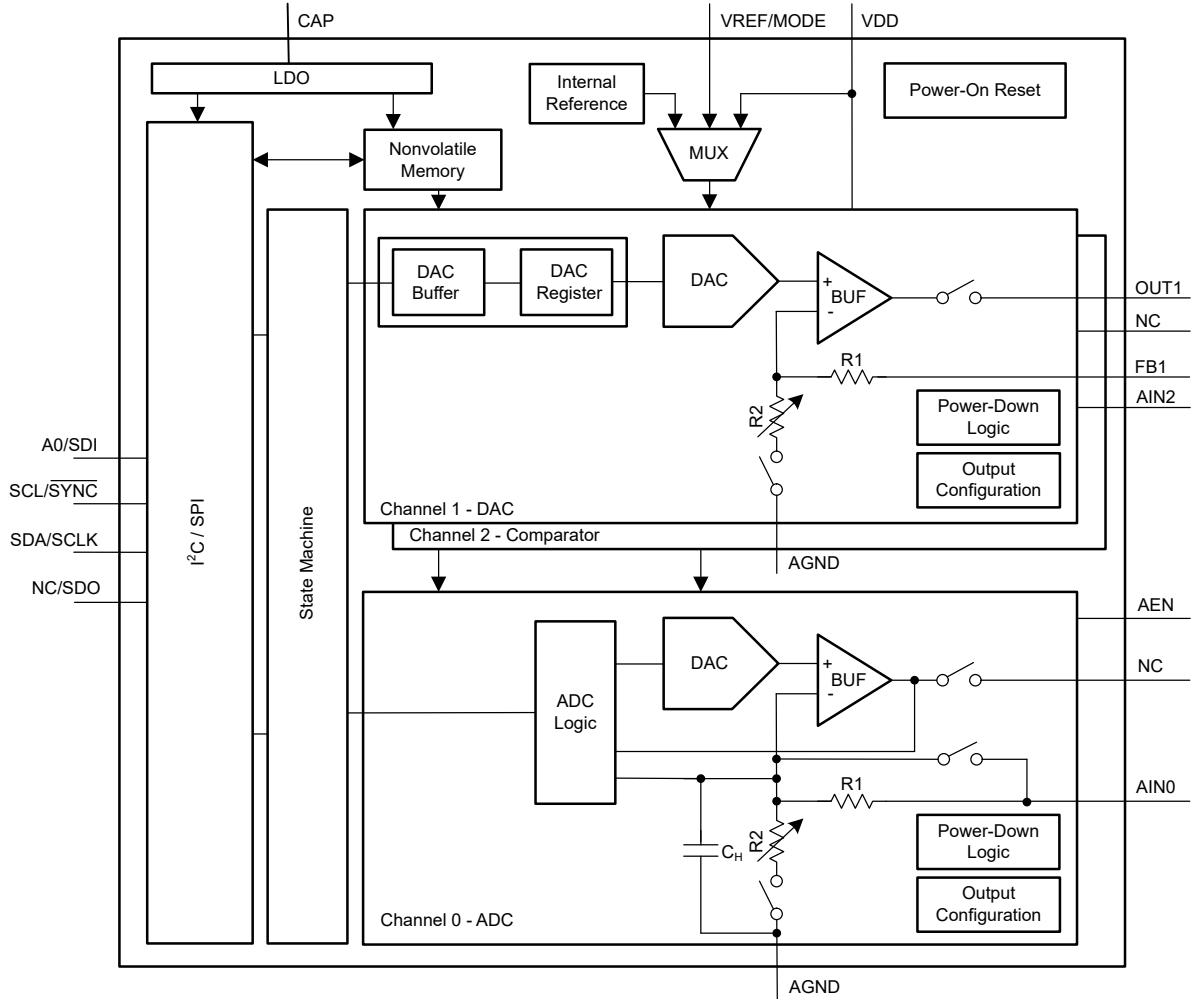 CAP
VREF/MODE
VDD
LDO
Internal
Reference
Power-On Reset
MUX
Nonvolatile
Memory
DAC
Buffer
DAC
Register
DAC
+
BUF
-
OUT1
NC
R1
FB1
R2
AIN2
Power-Down
Logic
Output
Configuration
Channel 1 - DAC
Channel 2 - Comparator
AGND
A0/SDI
SCL/SYNC
SDA/SCLK
NC/SDO
I²C / SPI
State Machine
AEN
DAC
+
BUF
-
NC
ADC
Logic
R1
AIN0
R2
CH
Power-Down
Logic
Output
Configuration
Channel 0 - ADC
AGND